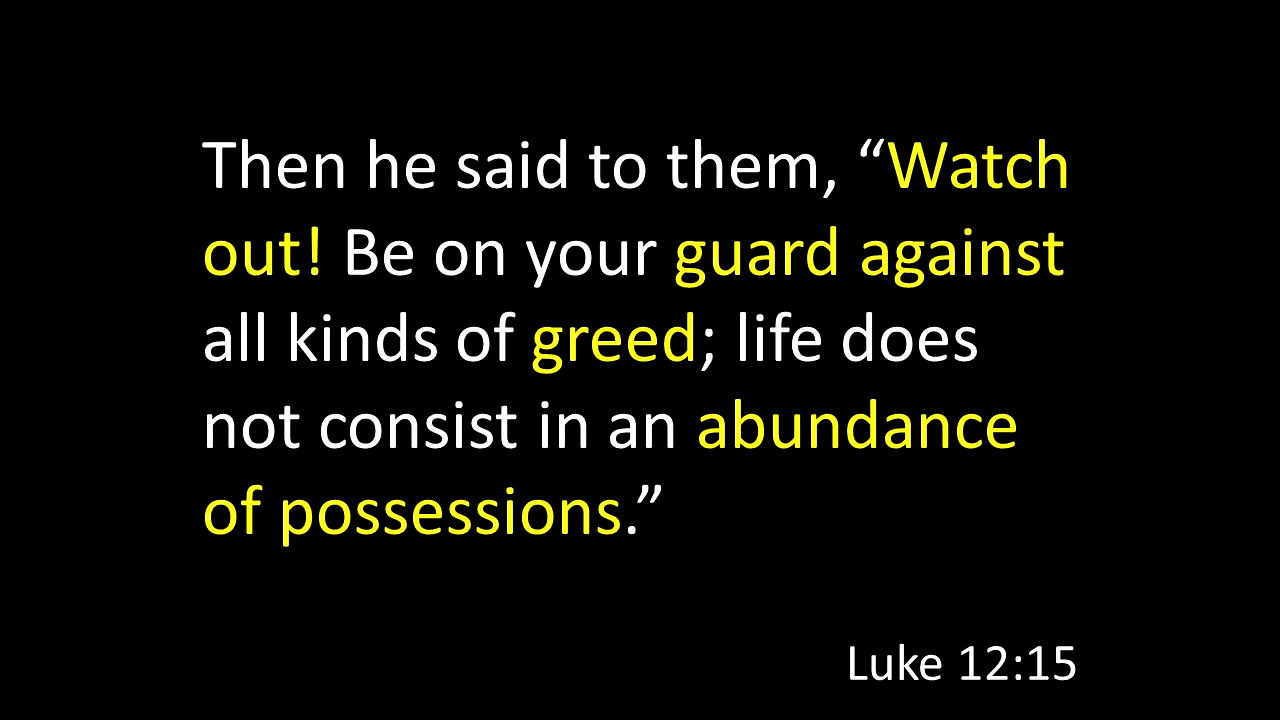 Then he said to them, “Watch
out! Be on your guard against
all kinds of greed; life does
not consist in an abundance
of possessions.”
Luke 12:15